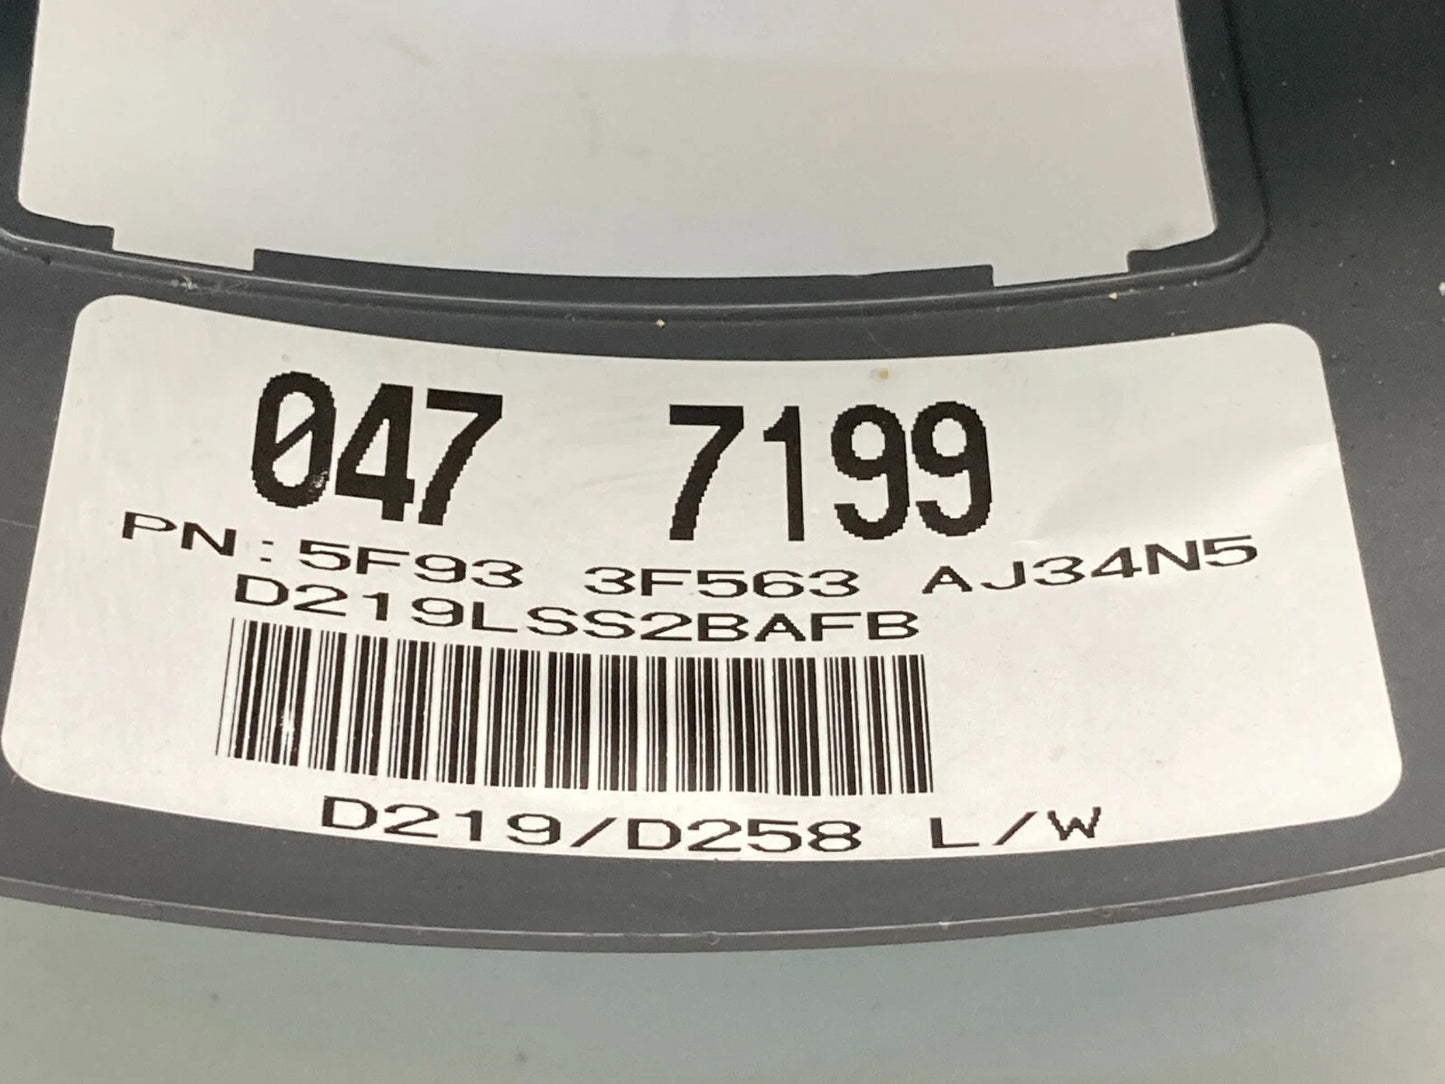 047 7199
PN:5F93 3F563 AJ34N5
D219LSS2BAFB
D219/D258 L/W